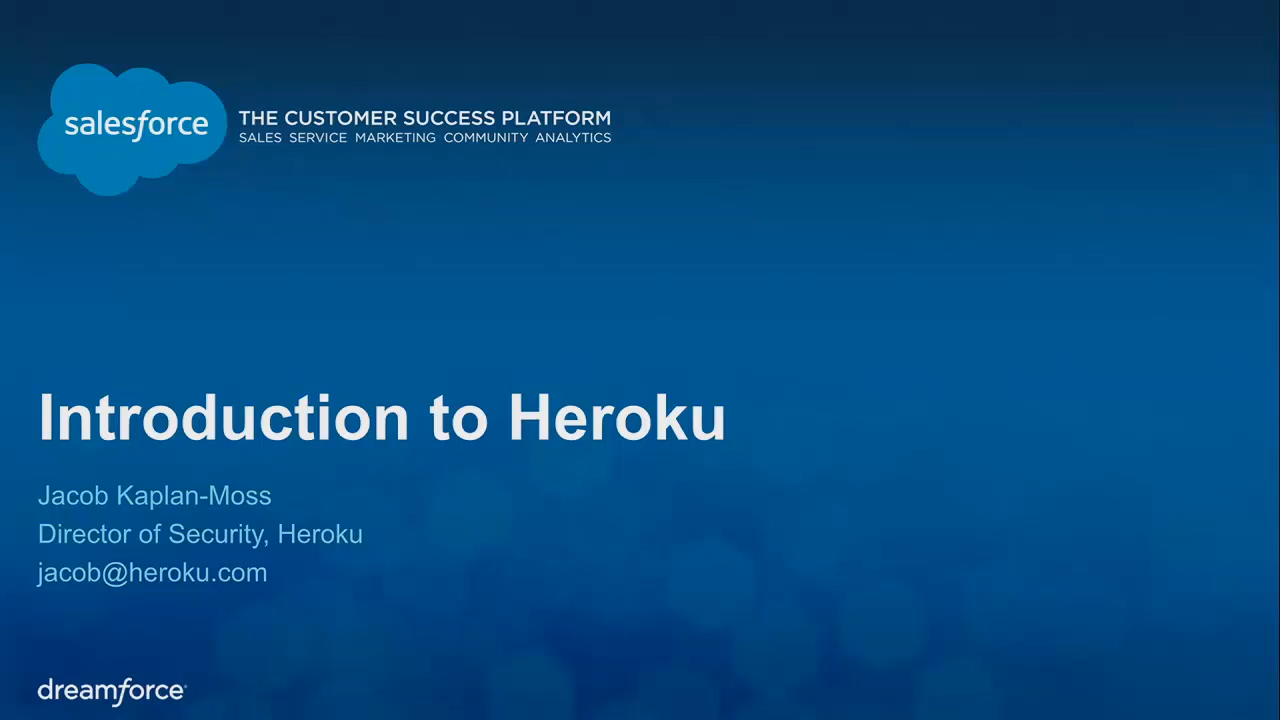 salesforce
THE CUSTOMER SUCCESS PLATFORM
SALES SERVICE MARKETING COMMUNITY ANALYTICS
Introduction to Heroku
Jacob Kaplan-Moss
Director of Security, Heroku
jacob@heroku.com
dreamforce